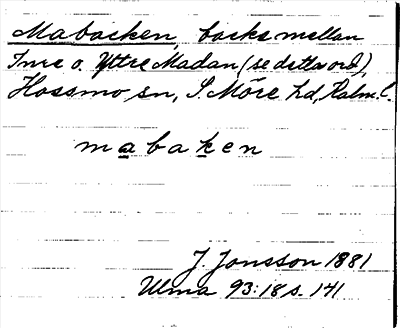 Mabacken, backe mellan
Inre o. Yttre Madan (se detta ord),
Hossmo sn, S. Möre hd, Kalm. l.
mabaken
J. Jonsson 1881
Ulma 93:18 s. 141